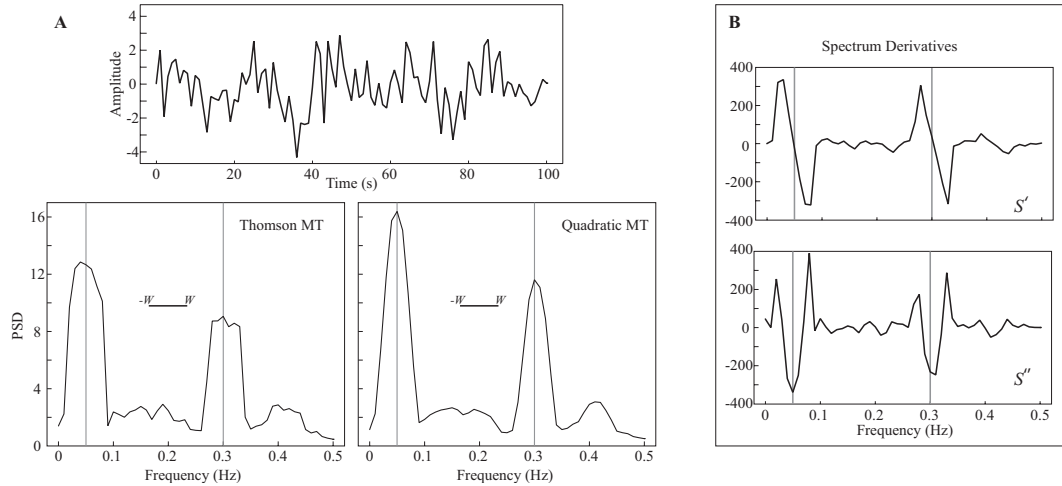 A
4
2
0
-2
-4
Amplitude
0 20 40 60 80 100
Time (s)
16
12
8
4
0
PSD
Thomson MT
-W W
0 0.1 0.2 0.3 0.4 0.5
Frequency (Hz)
Quadratic MT
-W W
0 0.1 0.2 0.3 0.4 0.5
Frequency (Hz)
B
Spectrum Derivatives
400
200
0
-200
-400
S′
400
200
0
-200
-400
S″
0 0.1 0.2 0.3 0.4 0.5
Frequency (Hz)